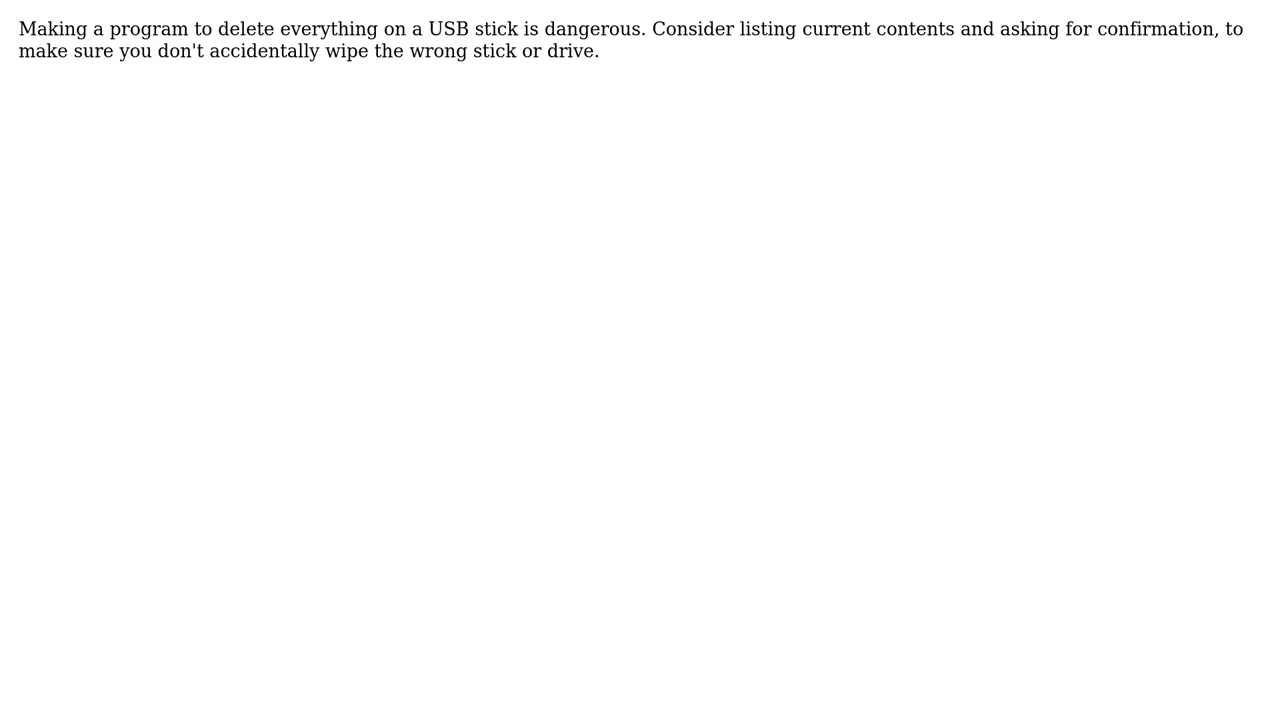 Making a program to delete everything on a USB stick is dangerous. Consider listing current contents and asking for confirmation, to
make sure you don't accidentally wipe the wrong stick or drive.